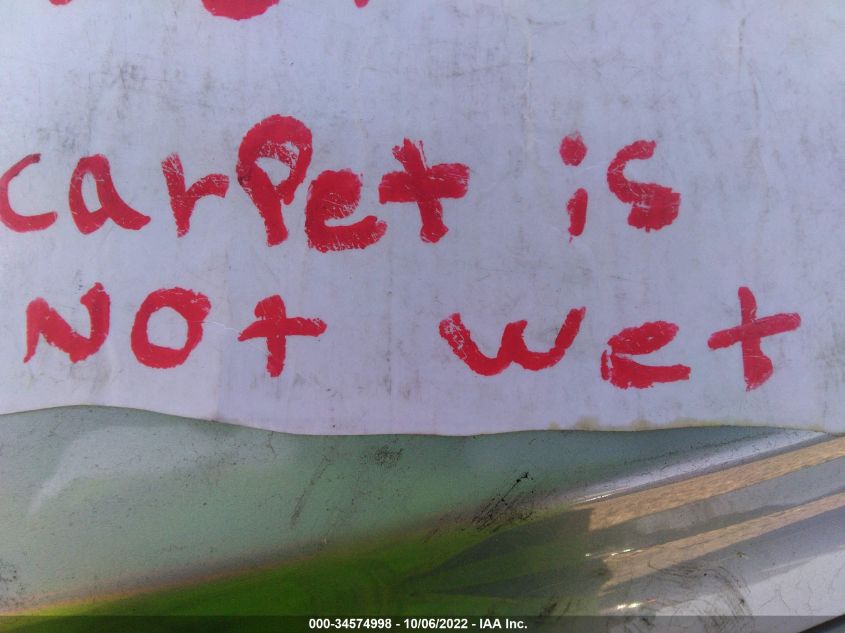 carpet is
NOT wet
000-34574998 - 10/06/2022 - IAA Inc.